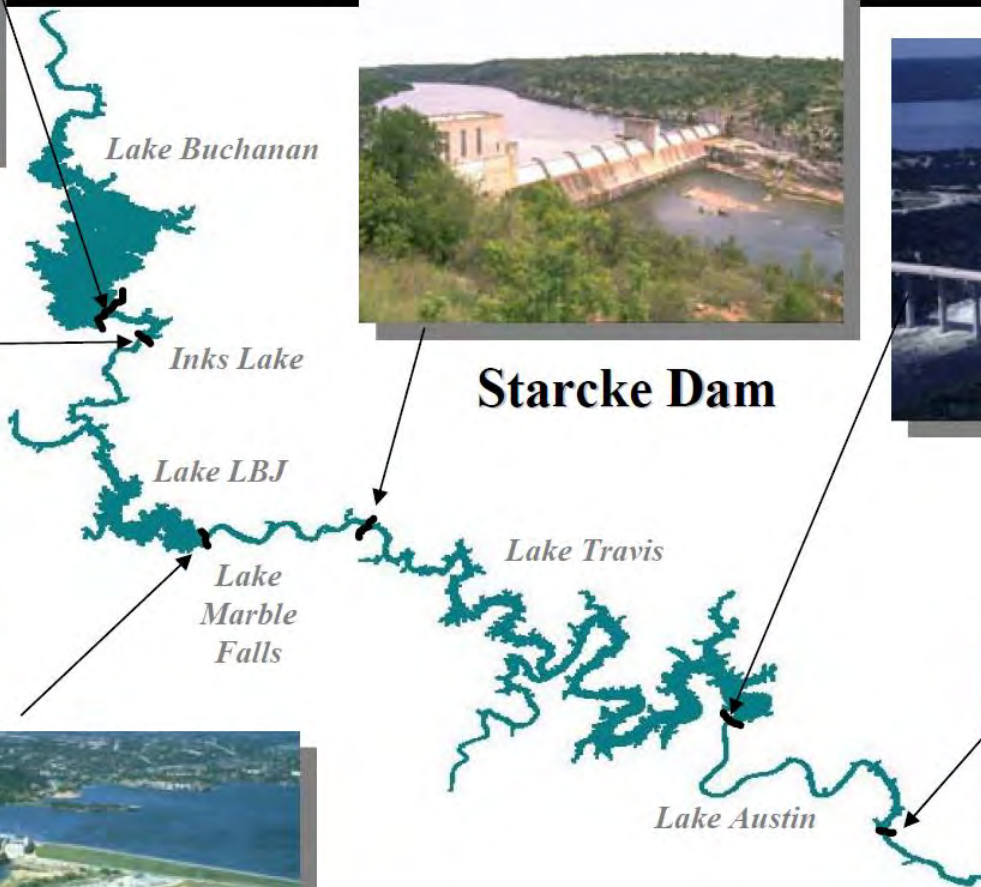 Lake Buchanan
Inks Lake
Starcke Dam
Lake LBJ
Lake Travis
Lake
Marble
Falls
Lake Austin